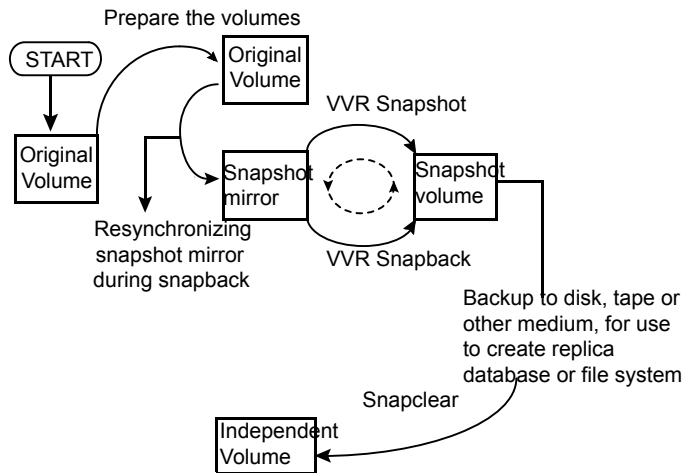 Prepare the volumes
START
Original
Volume
Original
Volume
VVR Snapshot
Snapshot
mirror
Snapshot
volume
Resynchronizing
snapshot mirror
during snapback
VVR Snapback
Backup to disk, tape or
other medium, for use
to create replica
database or file system
Snapclear
Independent
Volume